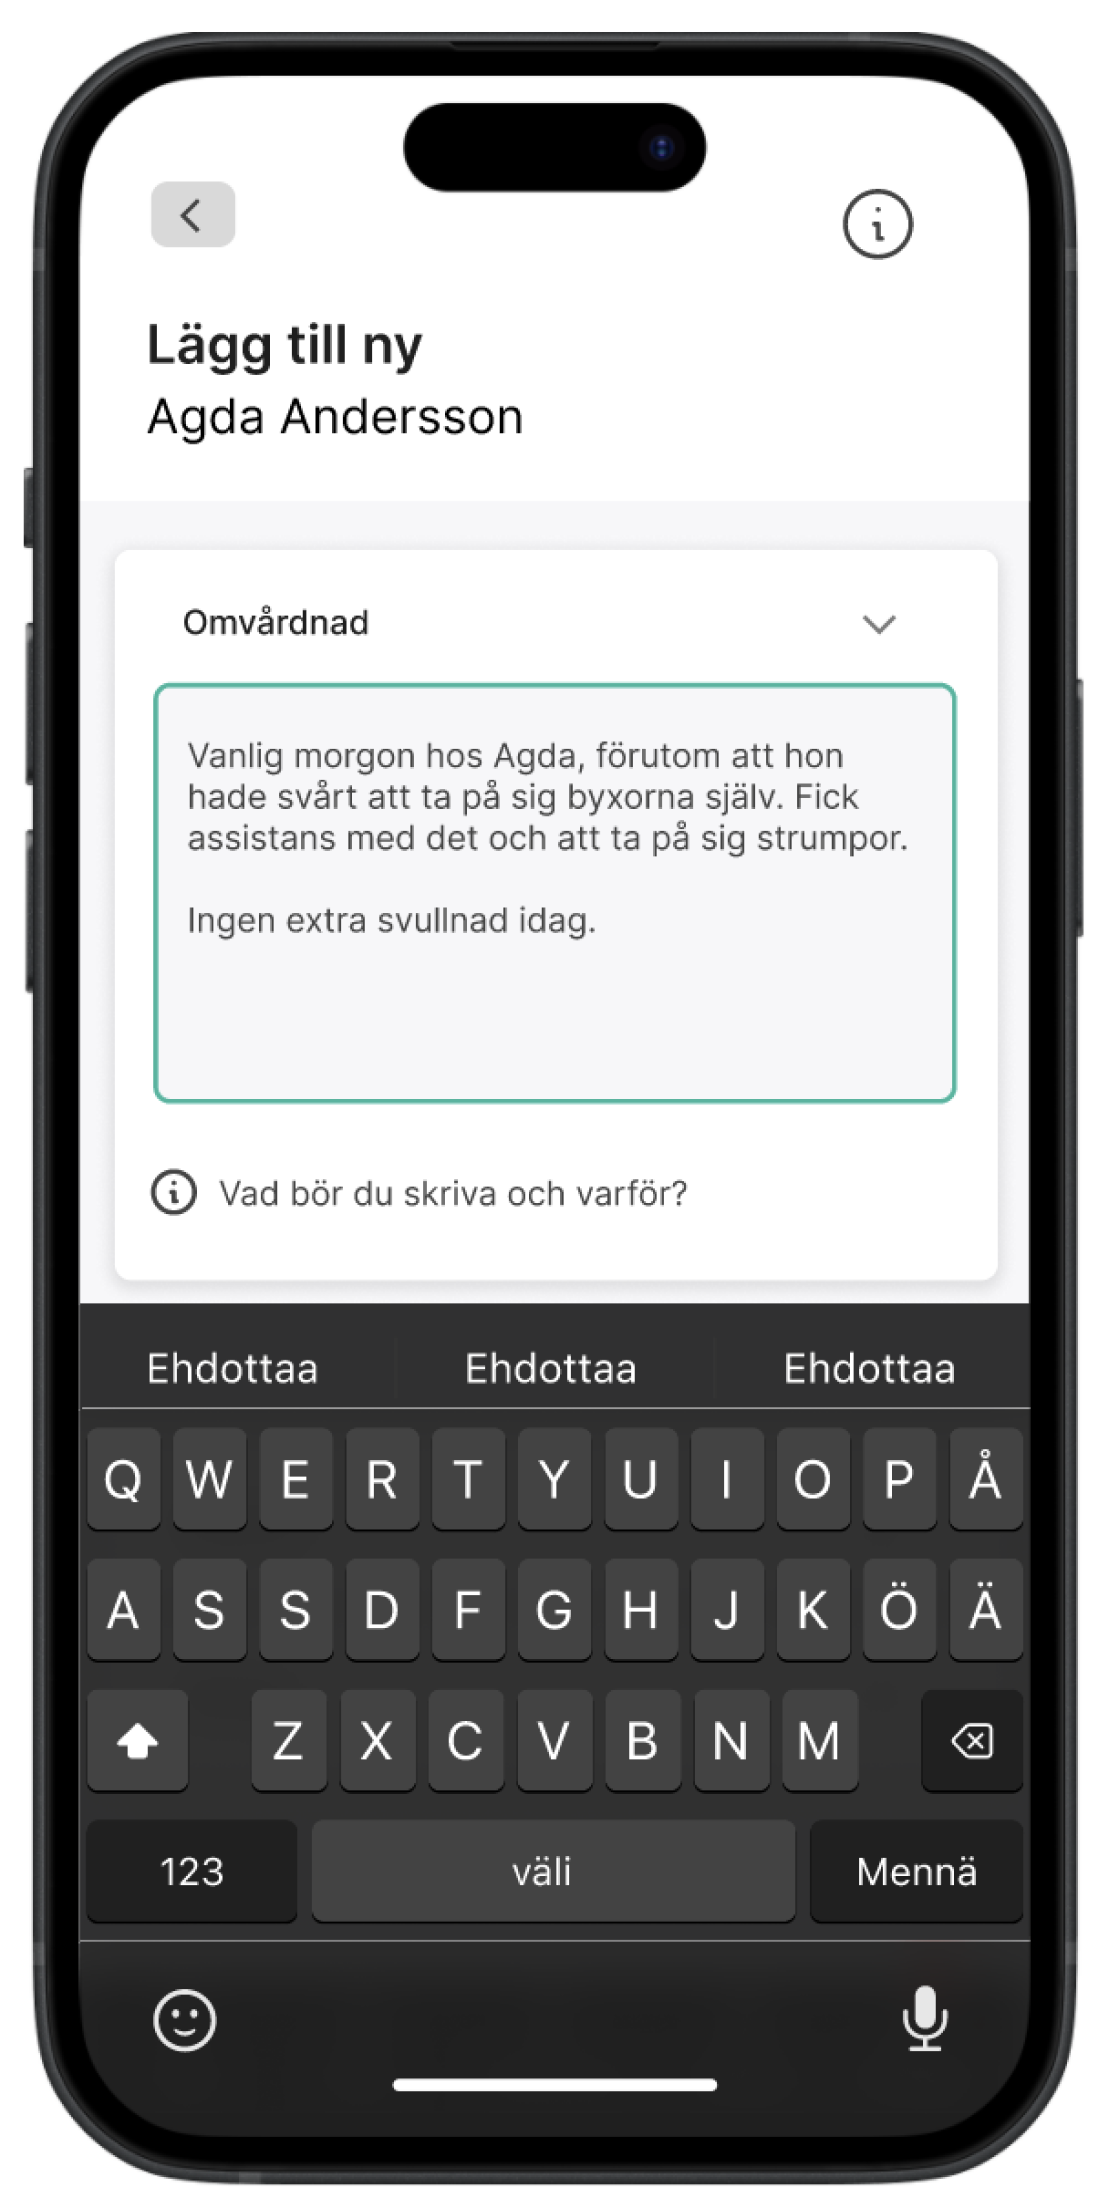 Lägg till ny
Agda Andersson
Omvårdnad
Vanlig morgon hos Agda, förutom att hon
hade svårt att ta på sig byxorna själv. Fick
assistans med det och att ta på sig strumpor.
Ingen extra svullnad idag.
Vad bör du skriva och varför?
Ehdottaa Ehdottaa Ehdottaa
Q W E R T Y U I O P Å
A S S D F G H J K Ö Ä
Z X C V B N M
123 väli Mennä